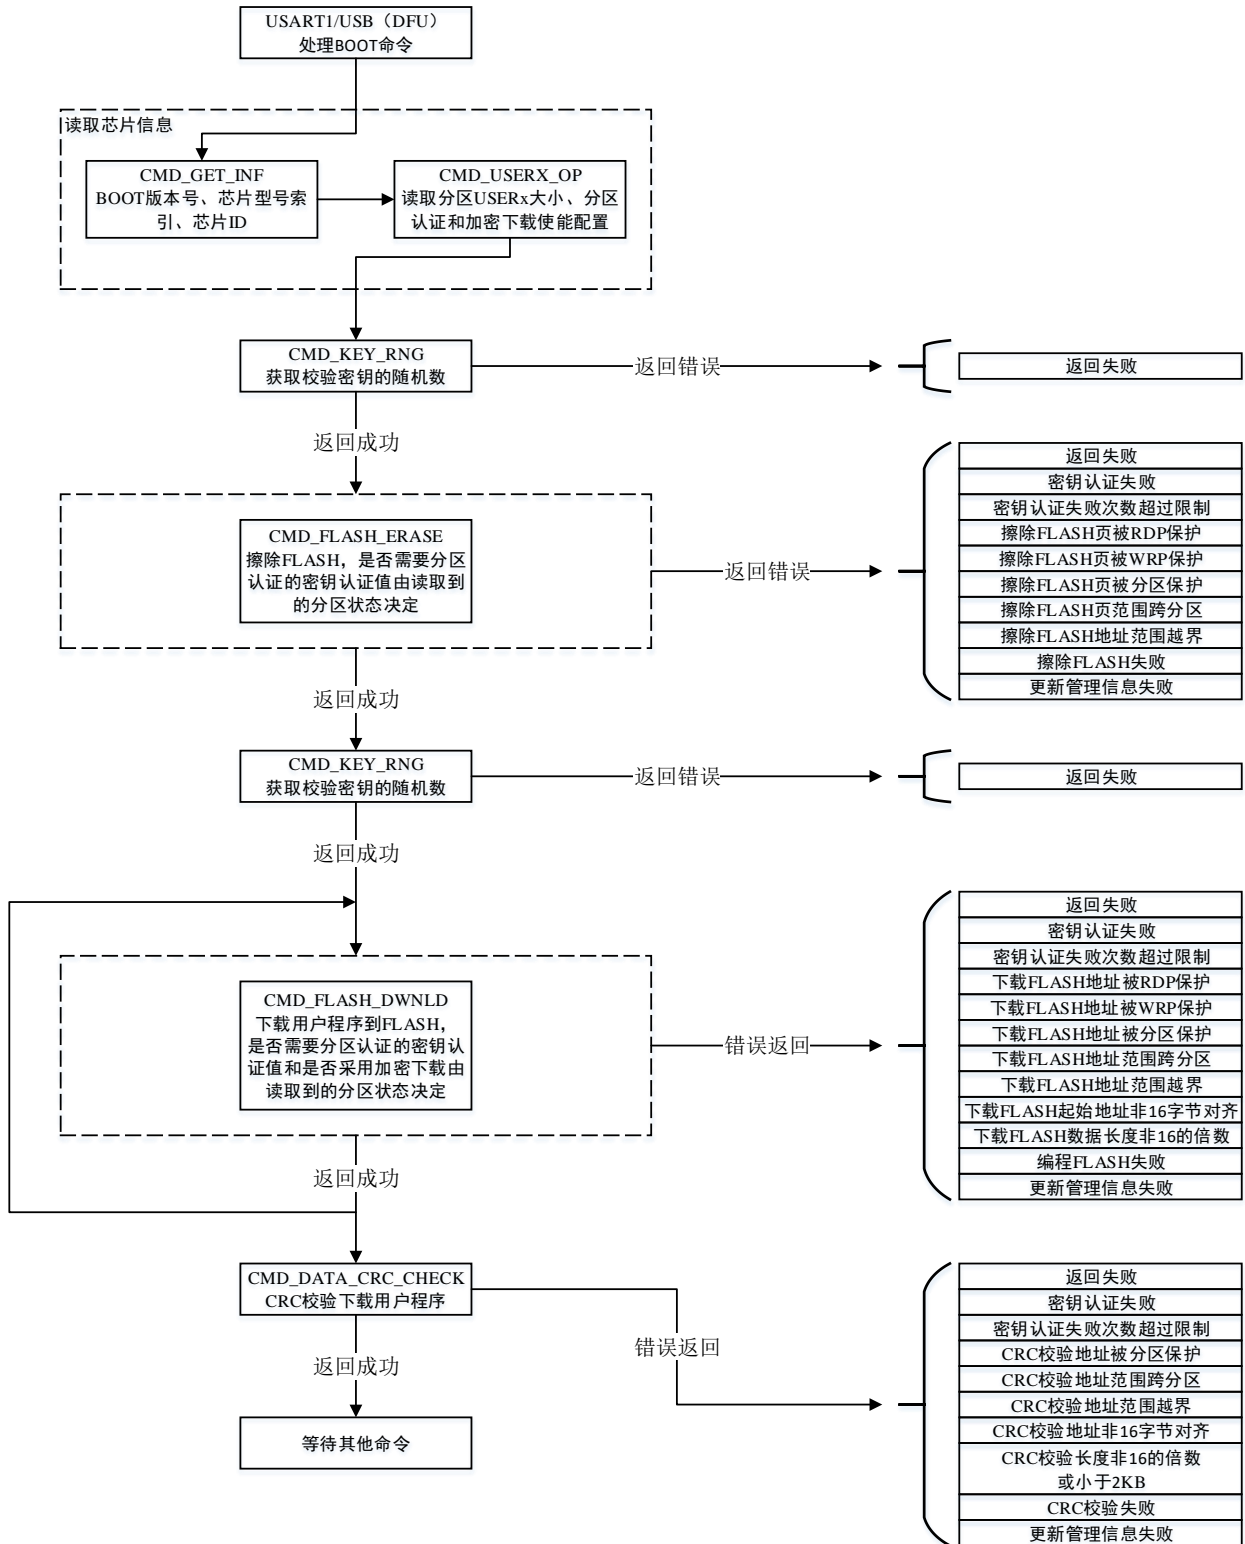 USART1/USB（DFU）
处理BOOT命令
读取芯片信息
CMD_GET_INF
BOOT版本号、芯片型号索
引、芯片ID
CMD_USERX_OP
读取分区USERx大小、分区
认证和加密下载使能配置
CMD_KEY_RNG
获取校验密钥的随机数
返回错误
返回失败
返回成功
CMD_FLASH_ERASE
擦除FLASH，是否需要分区
认证的密钥认证值由读取到
的分区状态决定
返回错误
返回失败
密钥认证失败
密钥认证失败次数超过限制
擦除FLASH页被RDP保护
擦除FLASH页被WRP保护
擦除FLASH页被分区保护
擦除FLASH页范围跨分区
擦除FLASH地址范围越界
擦除FLASH失败
更新管理信息失败
返回成功
CMD_KEY_RNG
获取校验密钥的随机数
返回错误
返回失败
返回成功
CMD_FLASH_DWNLD
下载用户程序到FLASH，
是否需要分区认证的密钥认
证值和是否采用加密下载由
读取到的分区状态决定
错误返回
返回失败
密钥认证失败
密钥认证失败次数超过限制
下载FLASH地址被RDP保护
下载FLASH地址被WRP保护
下载FLASH地址被分区保护
下载FLASH地址范围跨分区
下载FLASH地址范围越界
下载FLASH起始地址非16字节对齐
下载FLASH数据长度非16的倍数
编程FLASH失败
更新管理信息失败
返回成功
CMD_DATA_CRC_CHECK
CRC校验下载用户程序
错误返回
返回失败
密钥认证失败
密钥认证失败次数超过限制
CRC校验地址被分区保护
CRC校验地址范围跨分区
CRC校验地址范围越界
CRC校验地址非16字节对齐
CRC校验长度非16的倍数
或小于2KB
CRC校验失败
更新管理信息失败
返回成功
等待其他命令